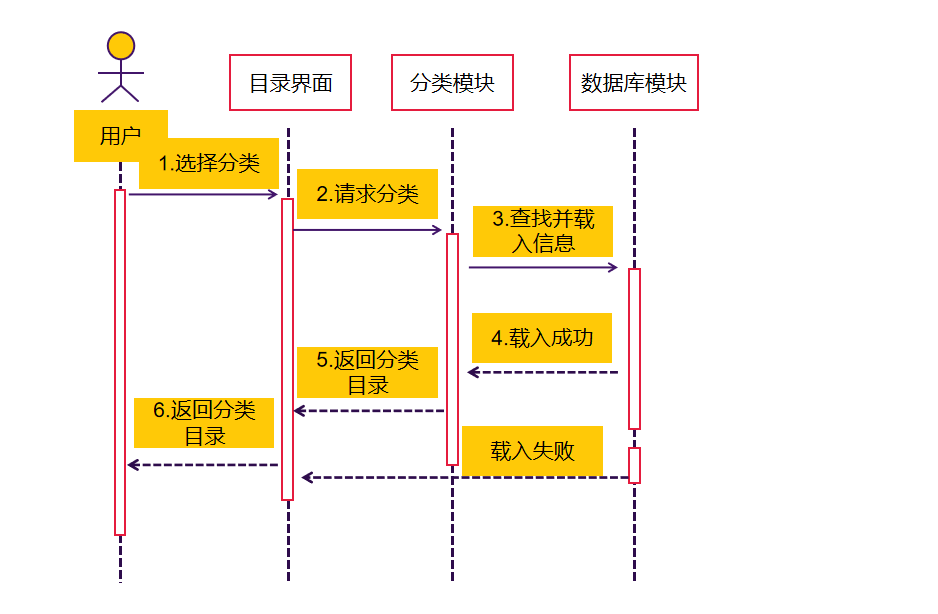 目录界面
分类模块
数据库模块
用户
1.选择分类
2.请求分类
3.查找并载
入信息
4.载入成功
5.返回分类
目录
6.返回分类
目录
载入失败